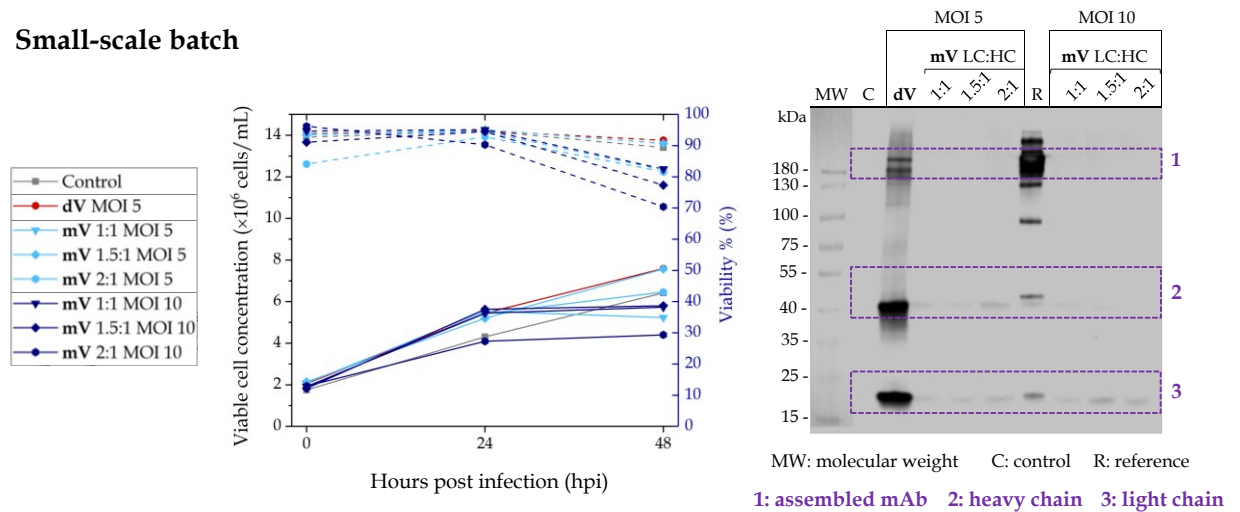 Small-scale batch
Control
dV MOI 5
mV 1:1 MOI 5
mV 1.5:1 MOI 5
mV 2:1 MOI 5
mV 1:1 MOI 10
mV 1.5:1 MOI 10
mV 2:1 MOI 10
Viable cell concentration (×10⁶ cells/ mL)
14
12
10
8
6
4
2
0
0
24
48
Hours post infection (hpi)
100
90
80
70
60
50
40
30
20
10
0
Viability % (%)
MOI 5
MOI 10
mV LC:HC
mV LC:HC
MW C dV 1:1 1.5:1 2:1 R 1:1 1.5:1 2:1
kDa
180 -
130 -
100 -
75 -
55 -
40 -
35 -
25 -
15 -
1
2
3
MW: molecular weight C: control R: reference
1: assembled mAb 2: heavy chain 3: light chain